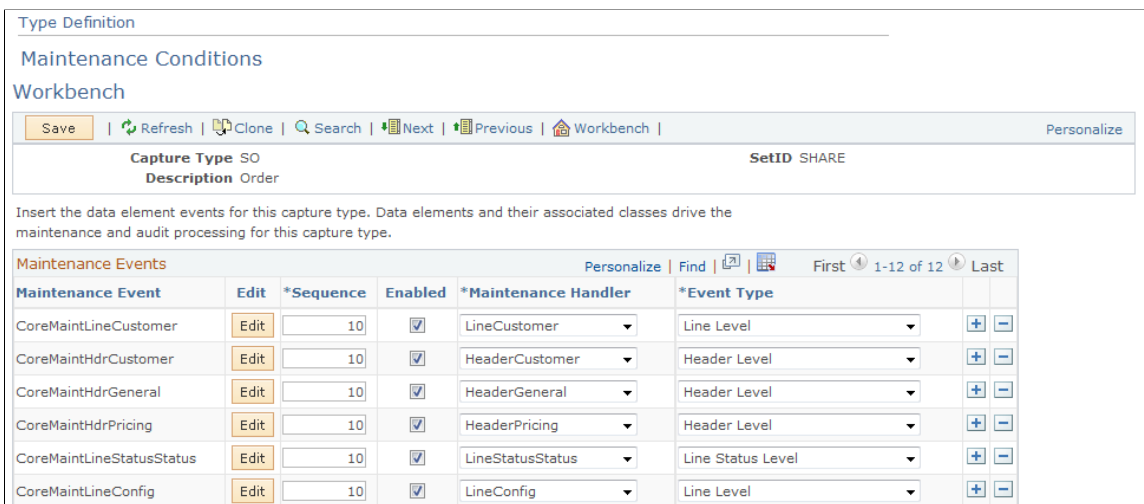 Type Definition
Maintenance Conditions
Workbench
Save | Refresh | Clone | Search | Next | Previous | Workbench | Personalize
Capture Type SO SetID SHARE
Description Order
Insert the data element events for this capture type. Data elements and their associated classes drive the
maintenance and audit processing for this capture type.
Maintenance Events Personalize | Find | | First 1-12 of 12 Last
Maintenance Event Edit *Sequence Enabled *Maintenance Handler *Event Type
CoreMaintLineCustomer Edit 10 LineCustomer Line Level + -
CoreMaintHdrCustomer Edit 10 HeaderCustomer Header Level + -
CoreMaintHdrGeneral Edit 10 HeaderGeneral Header Level + -
CoreMaintHdrPricing Edit 10 HeaderPricing Header Level + -
CoreMaintLineStatusStatus Edit 10 LineStatusStatus Line Status Level + -
CoreMaintLineConfig Edit 10 LineConfig Line Level + -